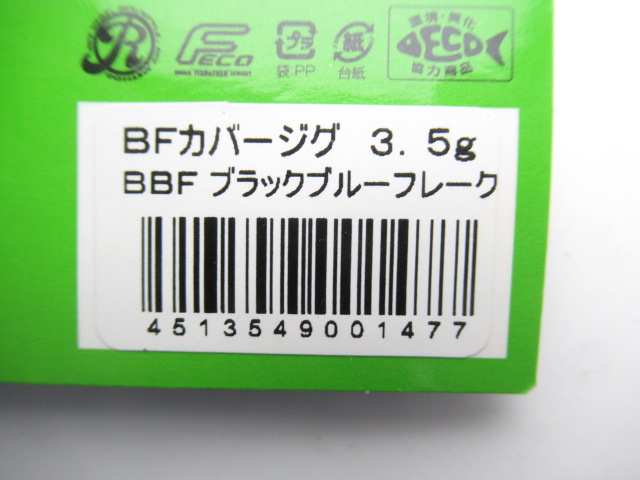 R
FECO
プラ
袋:PP
紙
台紙
環境・美化
ECO
協力商品
BFカバージグ 3.5g
BBF ブラックブルーフレーク
4513549001477